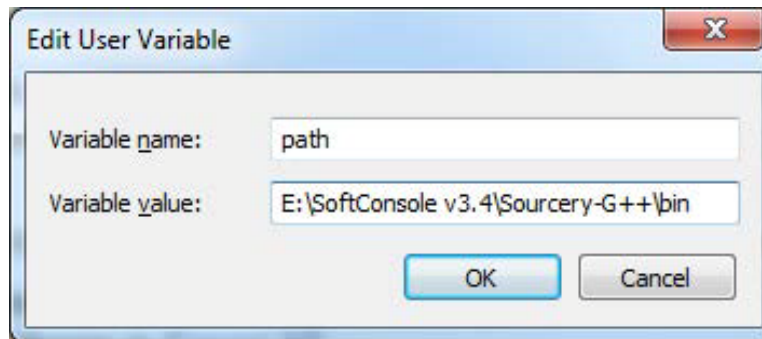 Edit User Variable
Variable name: path
Variable value: E:\SoftConsole v3.4\Sourcery-G++\bin
OK Cancel